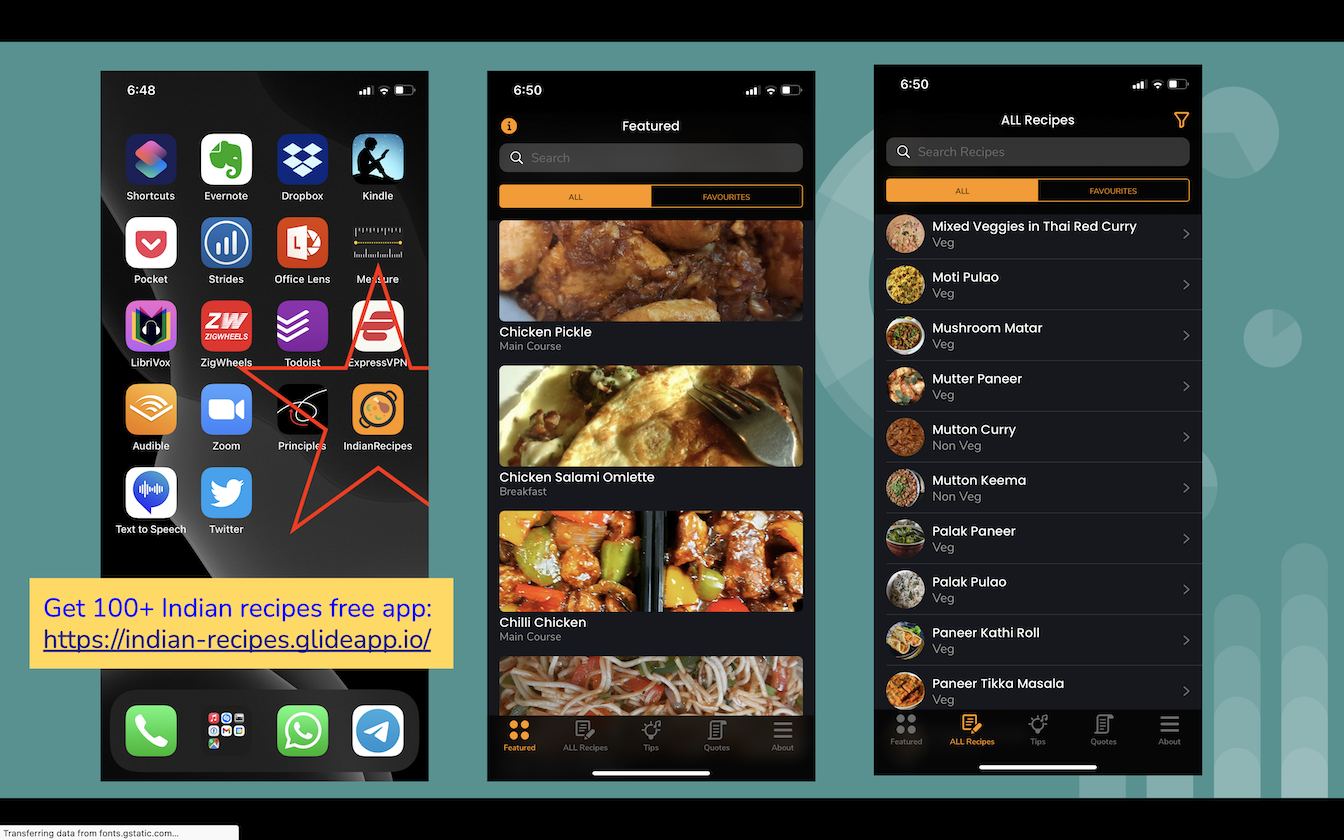 6:48
Shortcuts
Evernote
Dropbox
Kindle
Pocket
Strides
Office Lens
Measure
LibriVox
ZW
ZIGWHEELS
ZigWheels
Todoist
ExpressVPN
Audible
Zoom
Principles
IndianRecipes
Text to Speech
Twitter
Get 100+ Indian recipes free app:
https://indian-recipes.glideapp.io/
6:50
Featured
Search
ALL
FAVOURITES
Chicken Pickle
Main Course
Chicken Salami Omlette
Breakfast
Chilli Chicken
Main Course
Featured
ALL Recipes
Tips
Quotes
About
6:50
ALL Recipes
Search Recipes
ALL
FAVOURITES
Mixed Veggies in Thai Red Curry
Veg
Moti Pulao
Veg
Mushroom Matar
Veg
Mutter Paneer
Veg
Mutton Curry
Non Veg
Mutton Keema
Non Veg
Palak Paneer
Veg
Palak Pulao
Veg
Paneer Kathi Roll
Veg
Paneer Tikka Masala
Veg
Featured
ALL Recipes
Tips
Quotes
About
Transferring data from fonts.gstatic.com...